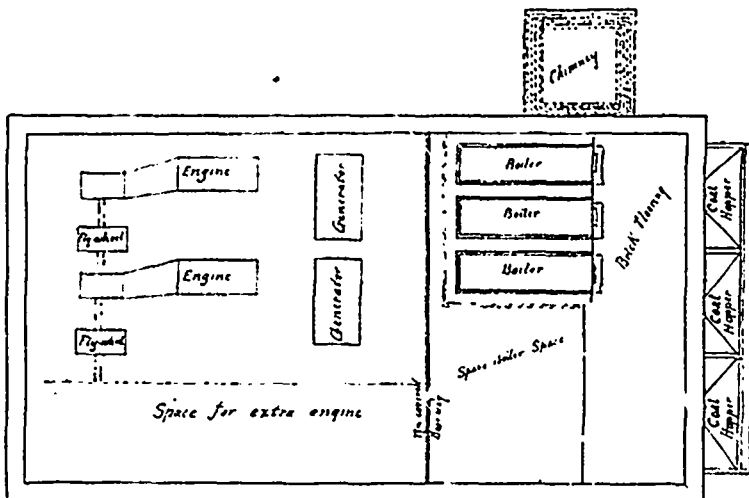 Chimney
Engine
Generator
Boiler
Coal
Hopper
Flywheel
Boiler
Brick Flooring
Engine
Generator
Boiler
Coal
Hopper
Flywheel
Spare Boiler Space
Space for extra engine
Coal
Hopper